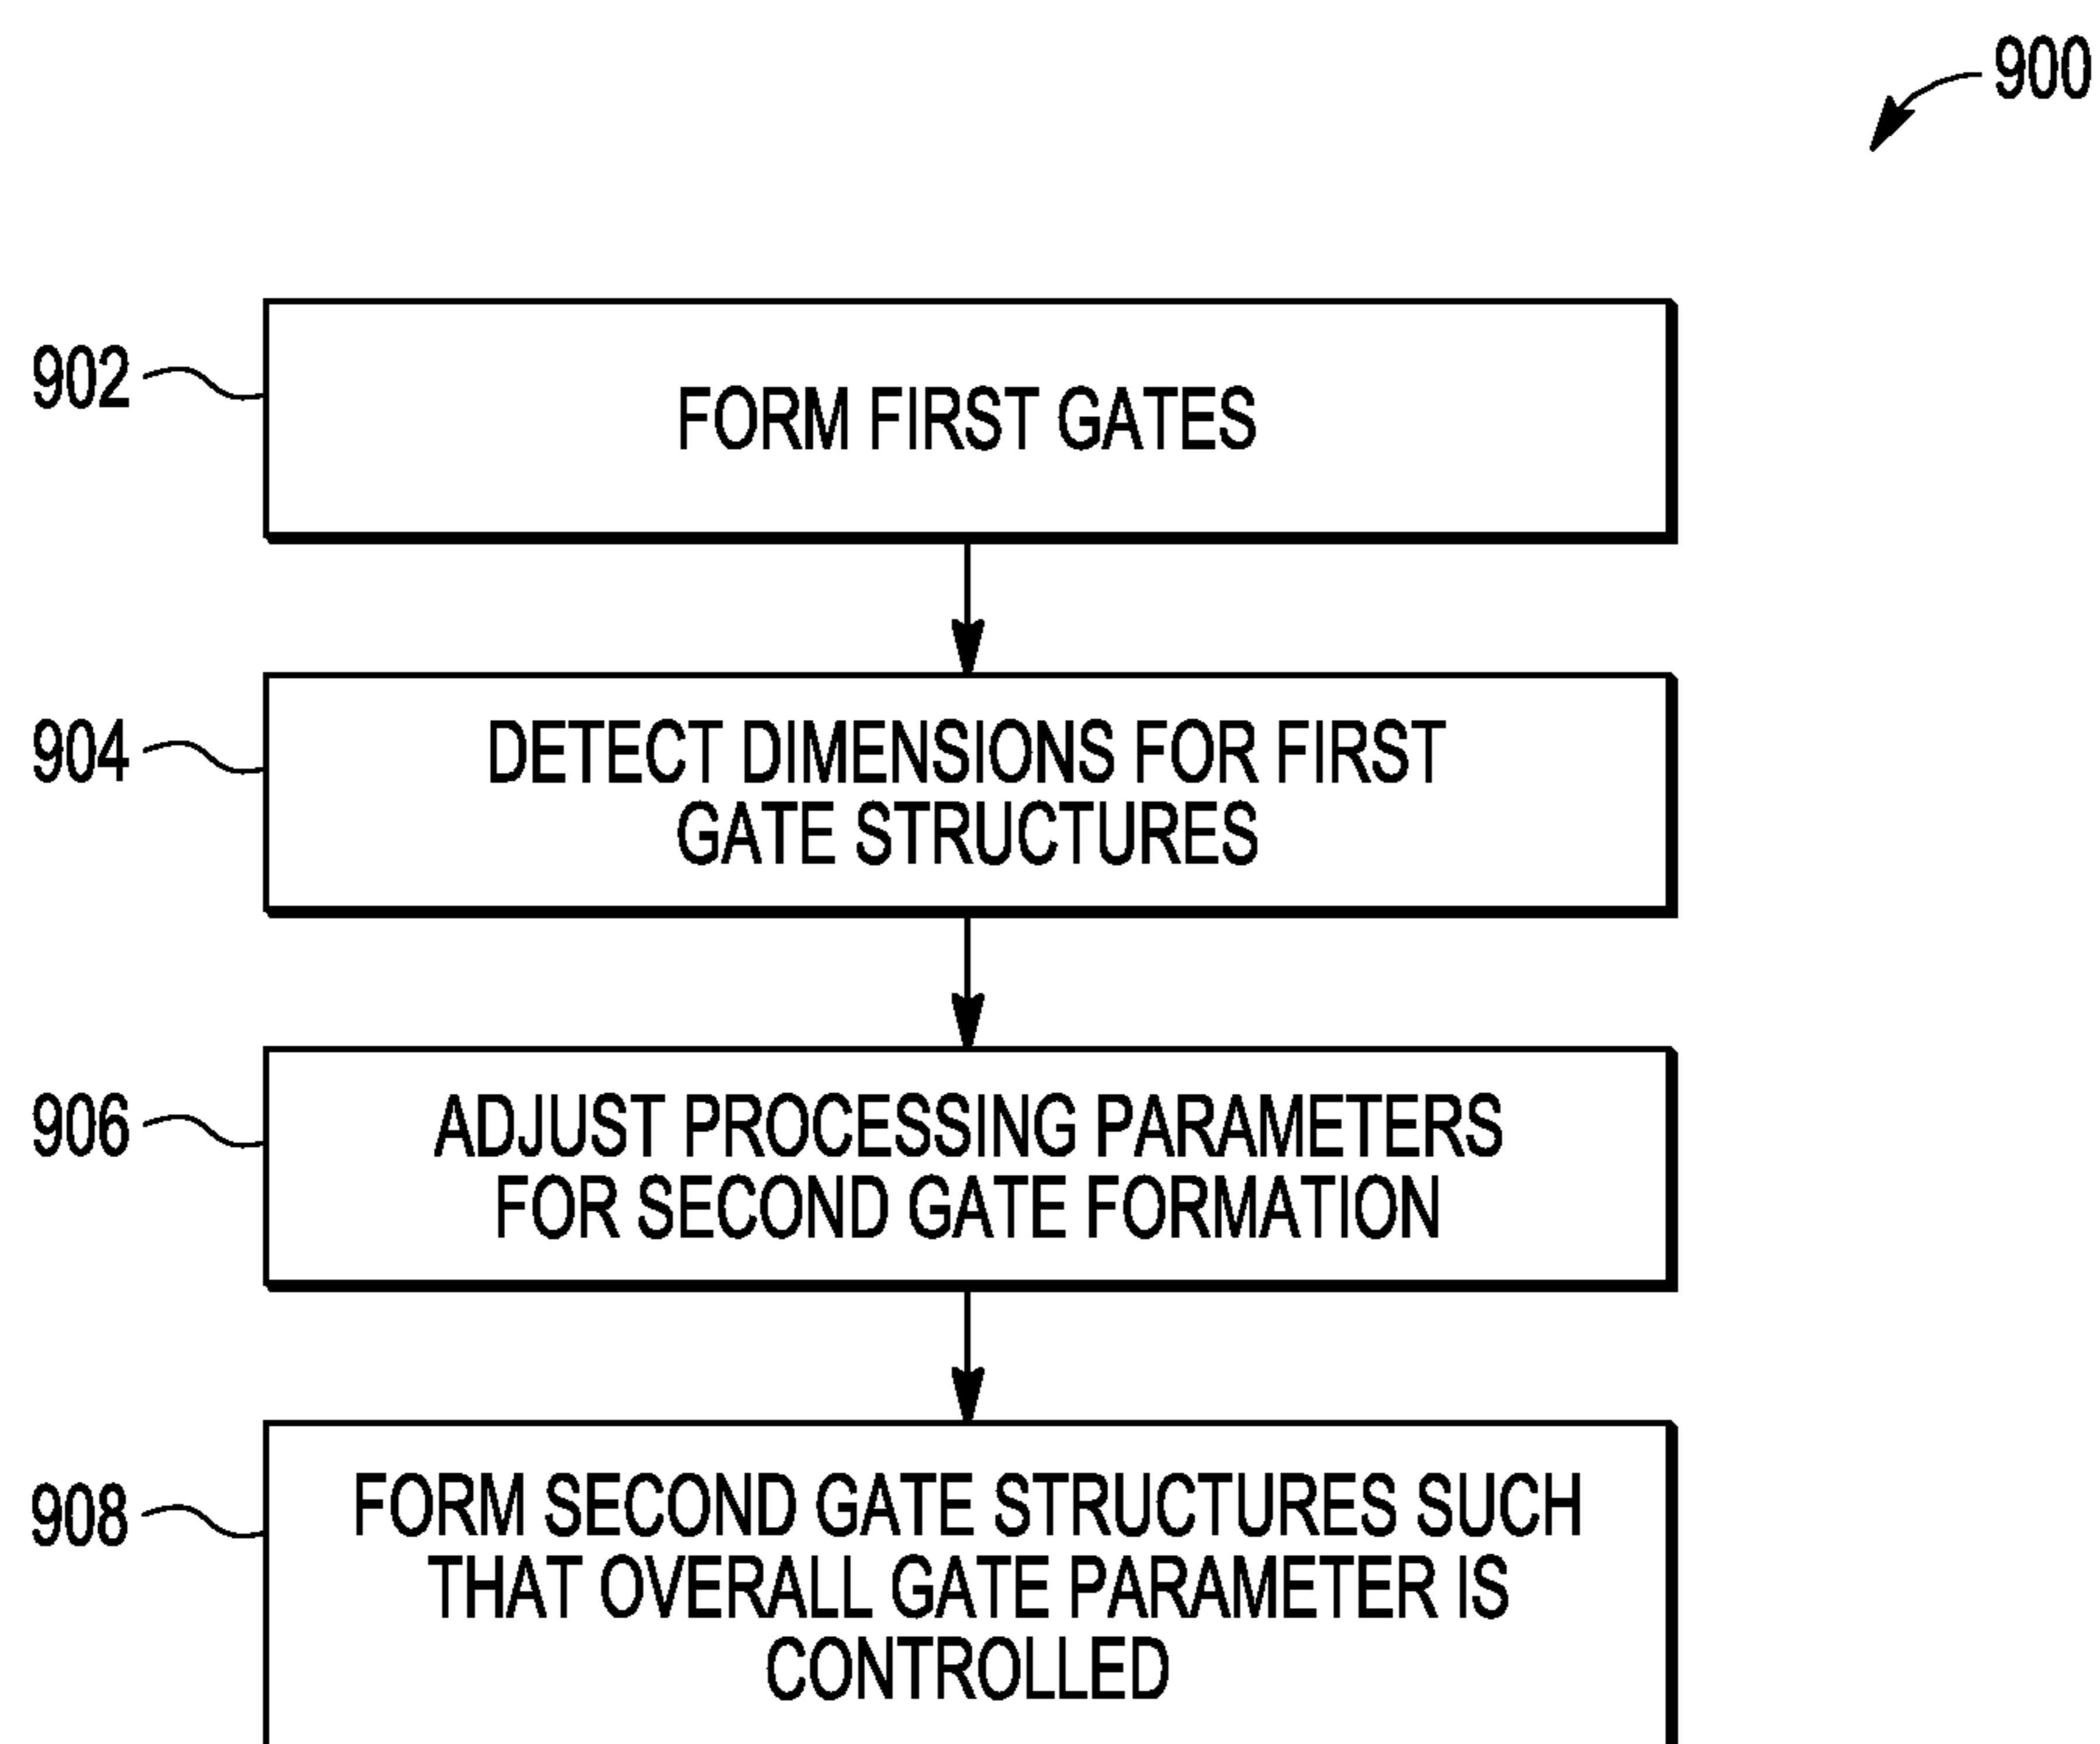 900
902
FORM FIRST GATES
904
DETECT DIMENSIONS FOR FIRST
GATE STRUCTURES
906
ADJUST PROCESSING PARAMETERS
FOR SECOND GATE FORMATION
908
FORM SECOND GATE STRUCTURES SUCH
THAT OVERALL GATE PARAMETER IS
CONTROLLED